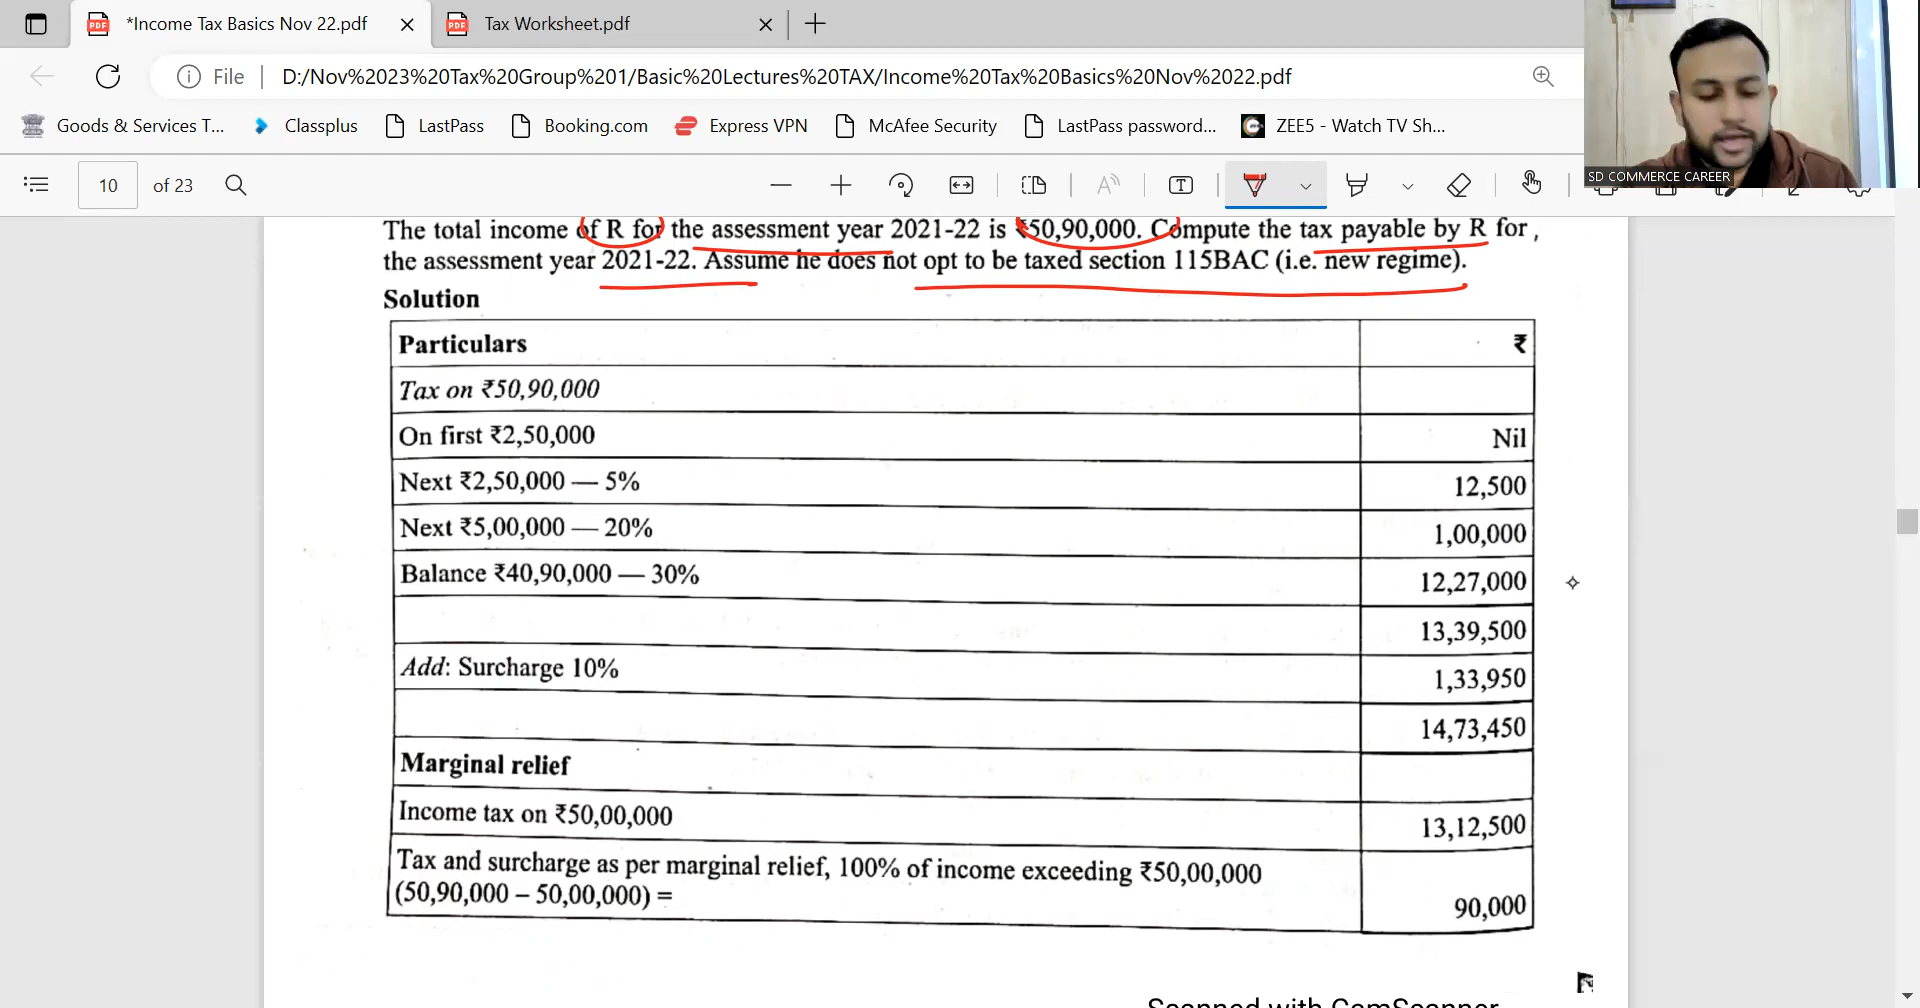 *Income Tax Basics Nov 22.pdf
Tax Worksheet.pdf
File
D:/Nov%2023%20Tax%20Group%201/Basic%20Lectures%20TAX/Income%20Tax%20Basics%20Nov%2022.pdf
Goods & Services T...
Classplus
LastPass
Booking.com
Express VPN
McAfee Security
LastPass password...
ZEE5 - Watch TV Sh...
SD COMMERCE CAREER
10 of 23
The total income of R for the assessment year 2021-22 is ₹50,90,000. Compute the tax payable by R for,
the assessment year 2021-22. Assume he does not opt to be taxed section 115BAC (i.e. new regime).
Solution
Particulars ₹
Tax on ₹50,90,000
On first ₹2,50,000 Nil
Next ₹2,50,000 — 5% 12,500
Next ₹5,00,000 — 20% 1,00,000
Balance ₹40,90,000 — 30% 12,27,000
13,39,500
Add: Surcharge 10% 1,33,950
14,73,450
Marginal relief
Income tax on ₹50,00,000 13,12,500
Tax and surcharge as per marginal relief, 100% of income exceeding ₹50,00,000
(50,90,000 – 50,00,000) = 90,000
Scanned with CamScanner